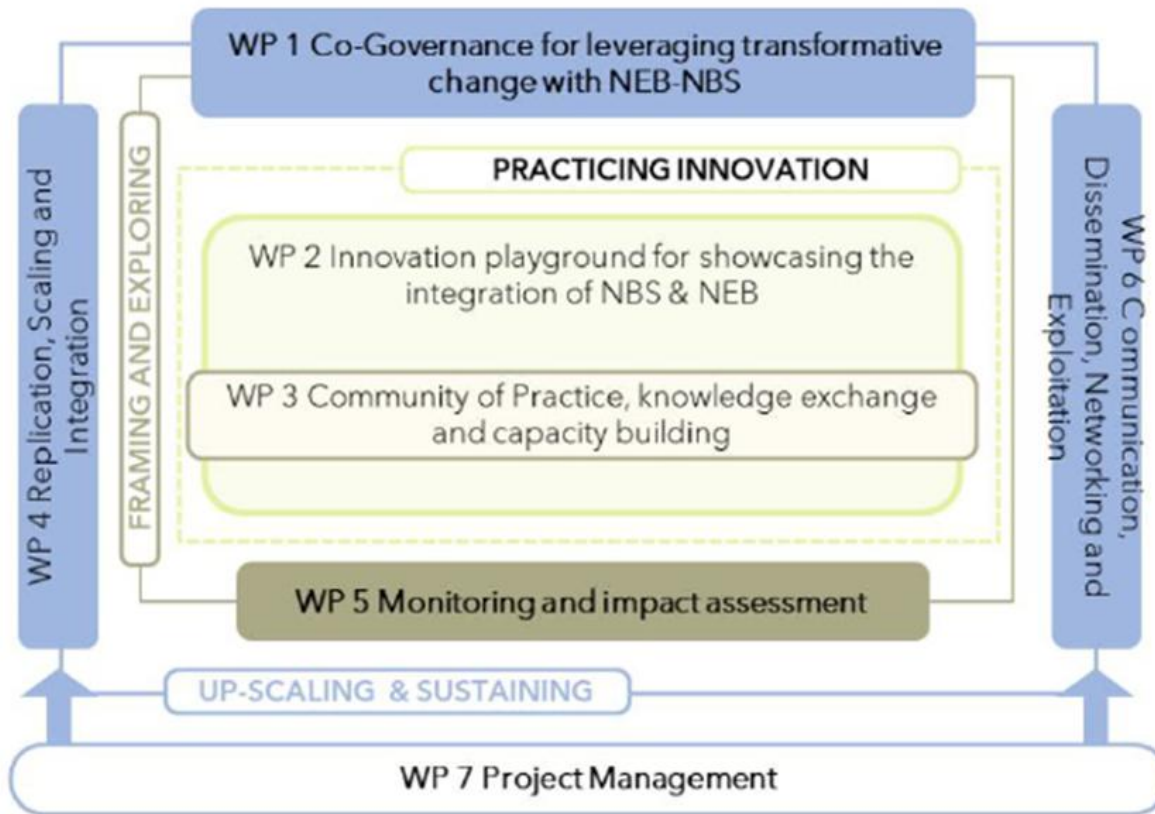 WP 1 Co-Governance for leveraging transformative
change with NEB-NBS
WP 4 Replication, Scaling and
Integration
FRAMING AND EXPLORING
PRACTICING INNOVATION
WP 2 Innovation playground for showcasing the
integration of NBS & NEB
WP 3 Community of Practice, knowledge exchange
and capacity building
WP 6 Communication,
Dissemination, Networking and
Exploitation
WP 5 Monitoring and impact assessment
UP-SCALING & SUSTAINING
WP 7 Project Management